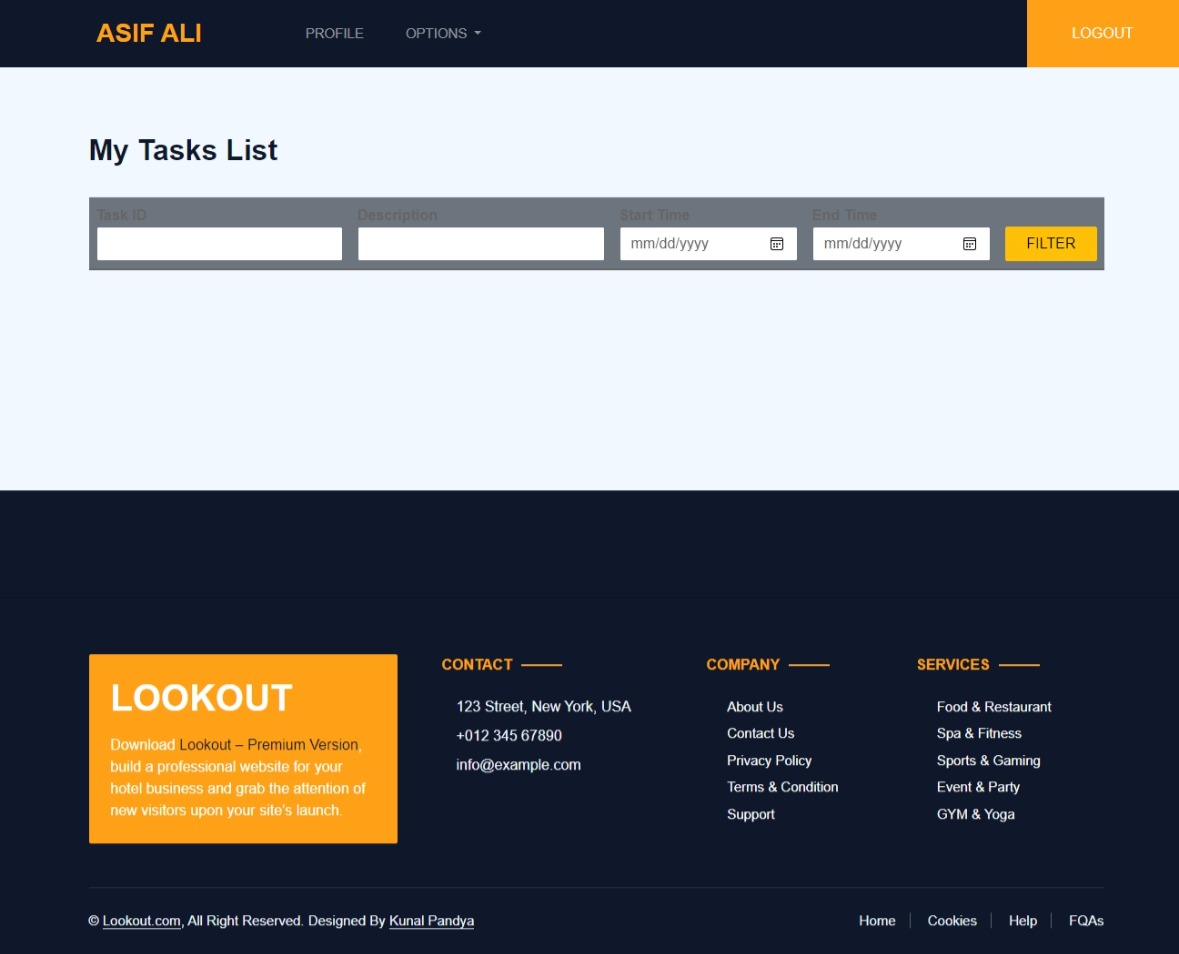 ASIF ALI PROFILE OPTIONS LOGOUT
My Tasks List
Task ID Description Start Time End Time
mm/dd/yyyy mm/dd/yyyy FILTER
LOOKOUT
Download Lookout – Premium Version,
build a professional website for your
hotel business and grab the attention of
new visitors upon your site's launch.
CONTACT
123 Street, New York, USA
+012 345 67890
info@example.com
COMPANY
About Us
Contact Us
Privacy Policy
Terms & Condition
Support
SERVICES
Food & Restaurant
Spa & Fitness
Sports & Gaming
Event & Party
GYM & Yoga
© Lookout.com, All Right Reserved. Designed By Kunal Pandya
Home Cookies Help FQAs